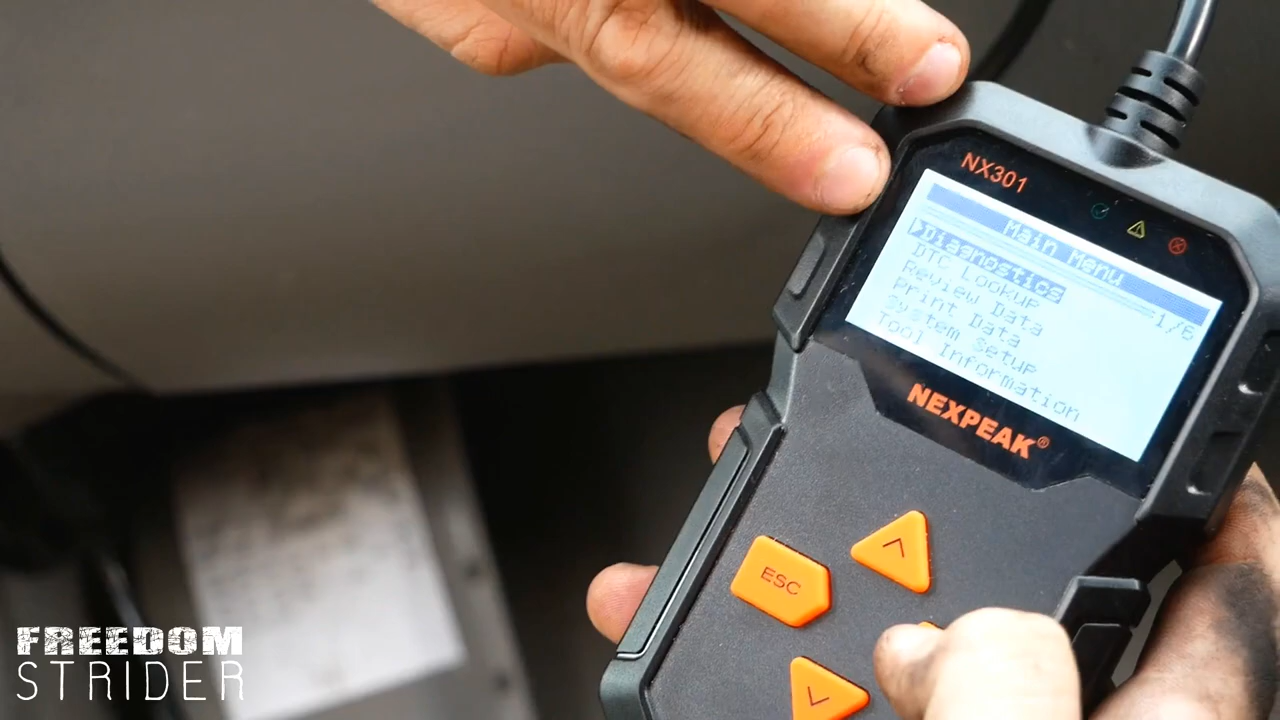 NX301
Main Menu
Diagnostics
1/6
DTC Lookup
Review Data
Print Data
System Setup
Tool Information
NEXPEAK®
ESC
FREEDOM
STRIDER